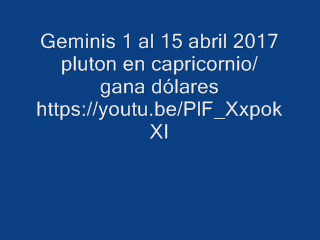 Geminis 1 al 15 abril 2017
pluton en capricornio/
gana dólares
https://youtu.be/PlF_Xxpok
XI